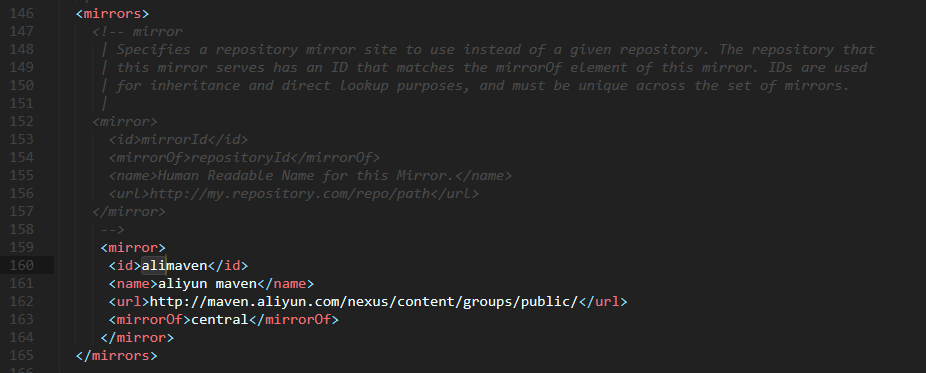 146 <mirrors>
147 <!-- mirror
148 | Specifies a repository mirror site to use instead of a given repository. The repository that
149 | this mirror serves has an ID that matches the mirrorOf element of this mirror. IDs are used
150 | for inheritance and direct lookup purposes, and must be unique across the set of mirrors.
151 |
152 <mirror>
153 <id>mirrorId</id>
154 <mirrorOf>repositoryId</mirrorOf>
155 <name>Human Readable Name for this Mirror.</name>
156 <url>http://my.repository.com/repo/path</url>
157 </mirror>
158 -->
159 <mirror>
160 <id>alimaven</id>
161 <name>aliyun maven</name>
162 <url>http://maven.aliyun.com/nexus/content/groups/public/</url>
163 <mirrorOf>central</mirrorOf>
164 </mirror>
165 </mirrors>
166